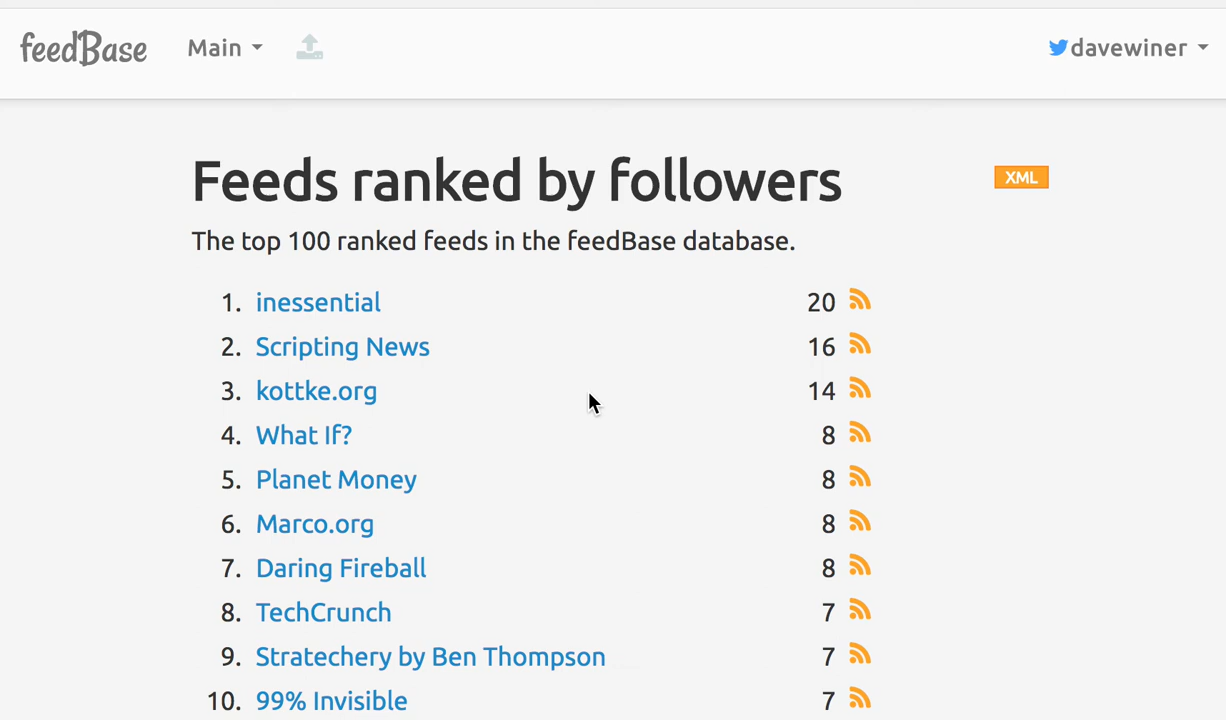 feedBase Main davewiner
Feeds ranked by followers XML
The top 100 ranked feeds in the feedBase database.
1. inessential 20
2. Scripting News 16
3. kottke.org 14
4. What If? 8
5. Planet Money 8
6. Marco.org 8
7. Daring Fireball 8
8. TechCrunch 7
9. Stratechery by Ben Thompson 7
10. 99% Invisible 7